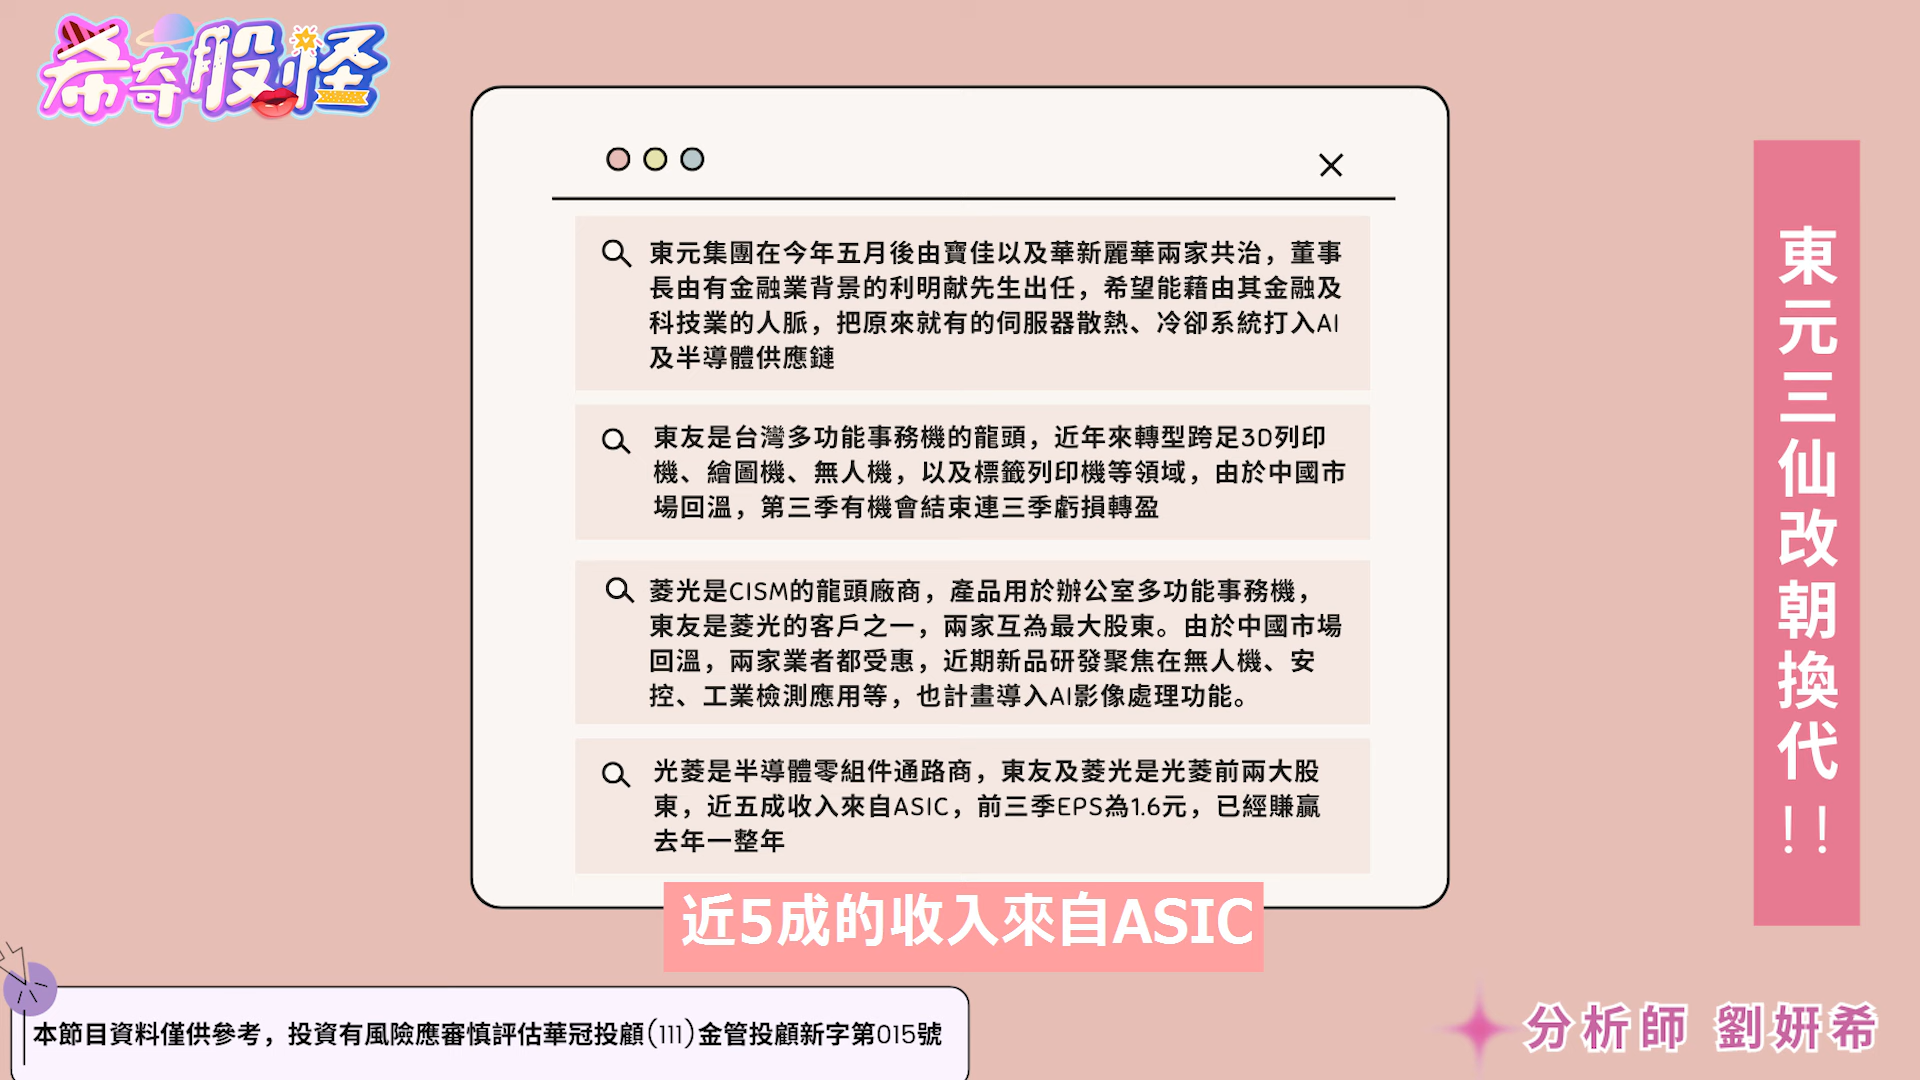 希奇股怪
東元集團在今年五月後由寶佳以及華新麗華兩家共治，董事
長由有金融業背景的利明献先生出任，希望能藉由其金融及
科技業的人脈，把原來就有的伺服器散熱、冷卻系統打入AI
及半導體供應鏈
東友是台灣多功能事務機的龍頭，近年來轉型跨足3D列印
機、繪圖機、無人機，以及標籤列印機等領域，由於中國市
場回溫，第三季有機會結束連三季虧損轉盈
菱光是CISM的龍頭廠商，產品用於辦公室多功能事務機，
東友是菱光的客戶之一，兩家互為最大股東。由於中國市場
回溫，兩家業者都受惠，近期新品研發聚焦在無人機、安
控、工業檢測應用等，也計畫導入AI影像處理功能。
光菱是半導體零組件通路商，東友及菱光是光菱前兩大股
東，近五成收入來自ASIC，前三季EPS為1.6元，已經賺贏
去年一整年
東元三仙改朝換代!!
近5成的收入來自ASIC
本節目資料僅供參考，投資有風險應審慎評估華冠投顧(111)金管投顧新字第015號
分析師 劉妍希